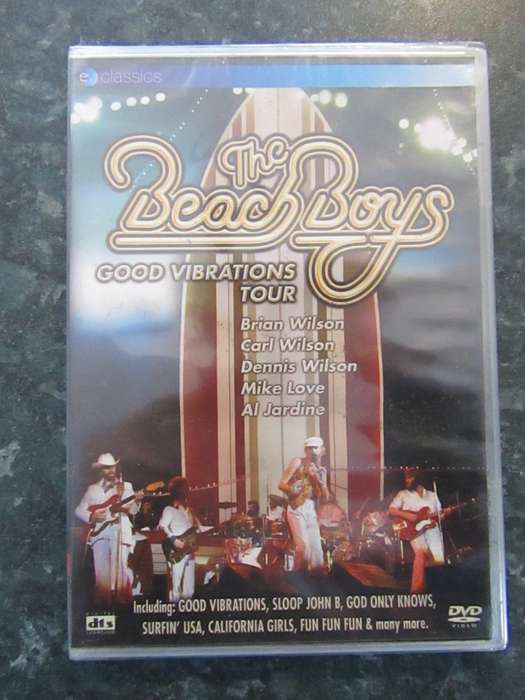 e classics
The
Beach Boys
GOOD VIBRATIONS
TOUR
Brian Wilson
Carl Wilson
Dennis Wilson
Mike Love
Al Jardine
Including: GOOD VIBRATIONS, SLOOP JOHN B, GOD ONLY KNOWS,
SURFIN' USA, CALIFORNIA GIRLS, FUN FUN FUN & many more.
dts
DVD
VIDEO